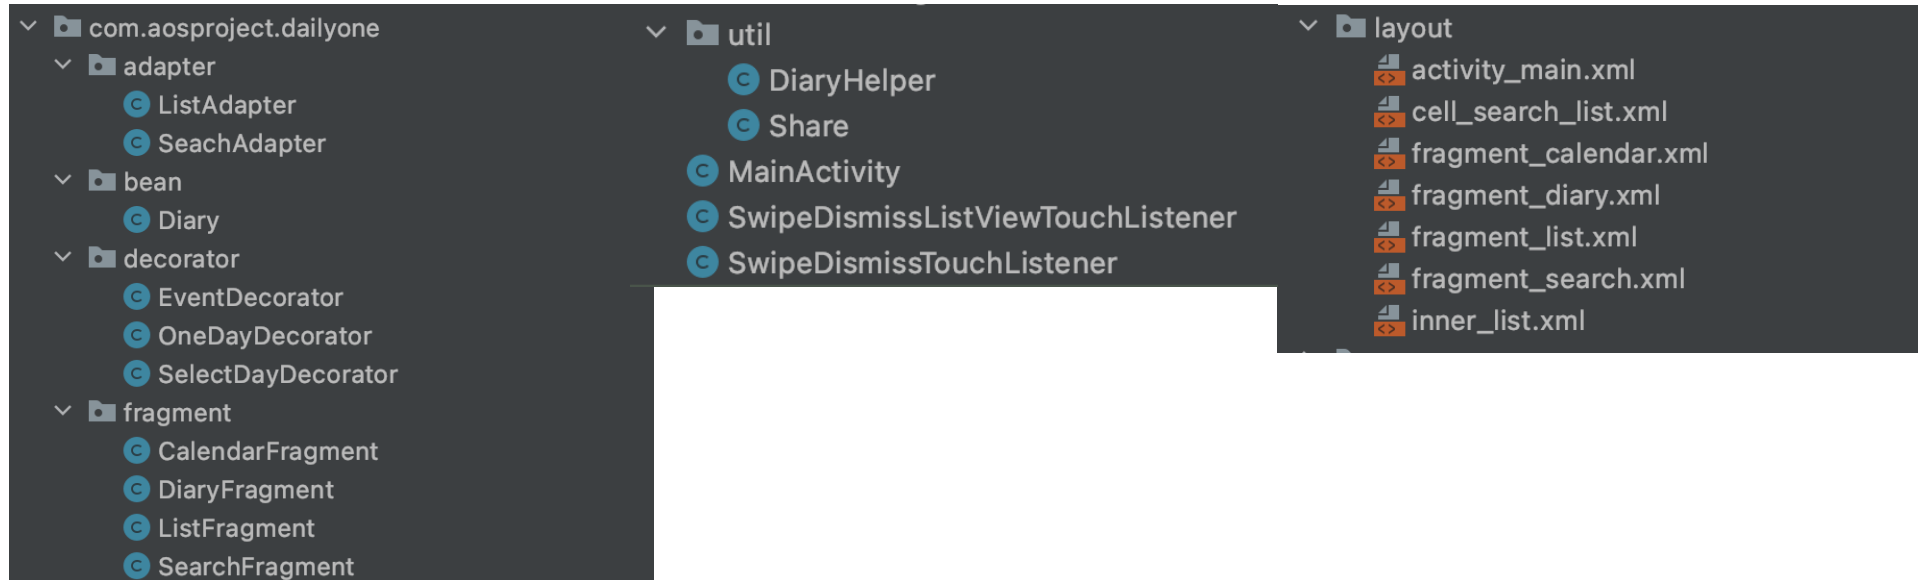 com.aosproject.dailyone
adapter
ListAdapter
SeachAdapter
bean
Diary
decorator
EventDecorator
OneDayDecorator
SelectDayDecorator
fragment
CalendarFragment
DiaryFragment
ListFragment
SearchFragment
util
DiaryHelper
Share
MainActivity
SwipeDismissListViewTouchListener
SwipeDismissTouchListener
layout
activity_main.xml
cell_search_list.xml
fragment_calendar.xml
fragment_diary.xml
fragment_list.xml
fragment_search.xml
inner_list.xml